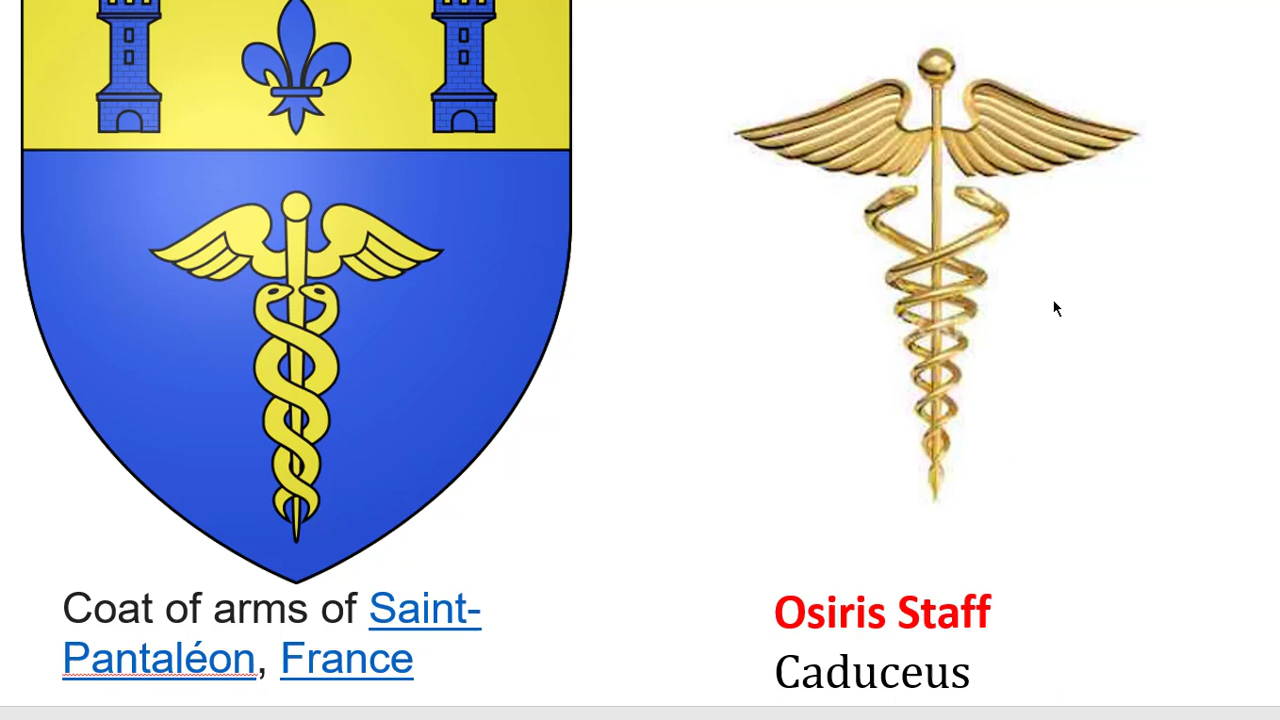 Coat of arms of Saint-
Pantaléon, France
Osiris Staff
Caduceus